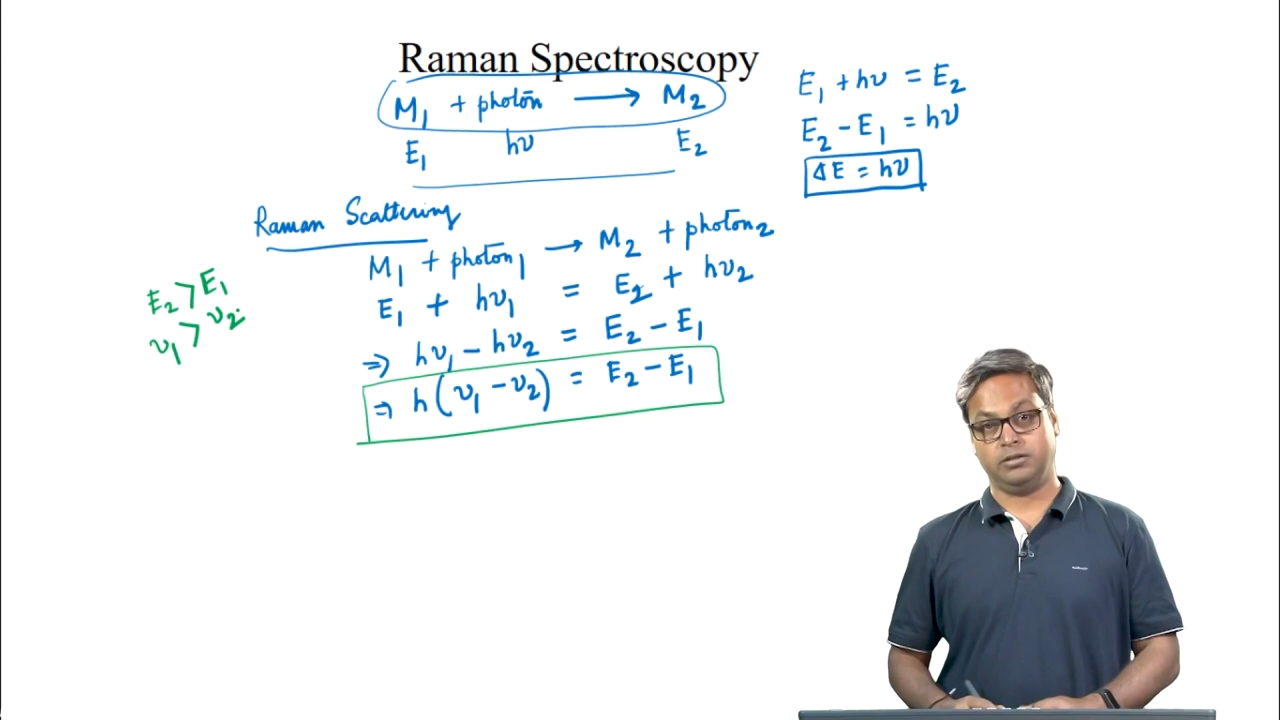 Raman Spectroscopy
M₁ + photon ⟶ M₂
E₁ hν E₂
E₁ + hν = E₂
E₂ − E₁ = hν
ΔE = hν
Raman Scattering
M₁ + photon₁ → M₂ + photon₂
E₁ + hν₁ = E₂ + hν₂
⇒ hν₁ − hν₂ = E₂ − E₁
⇒ h(ν₁ − ν₂) = E₂ − E₁
E₂ > E₁
ν₁ > ν₂